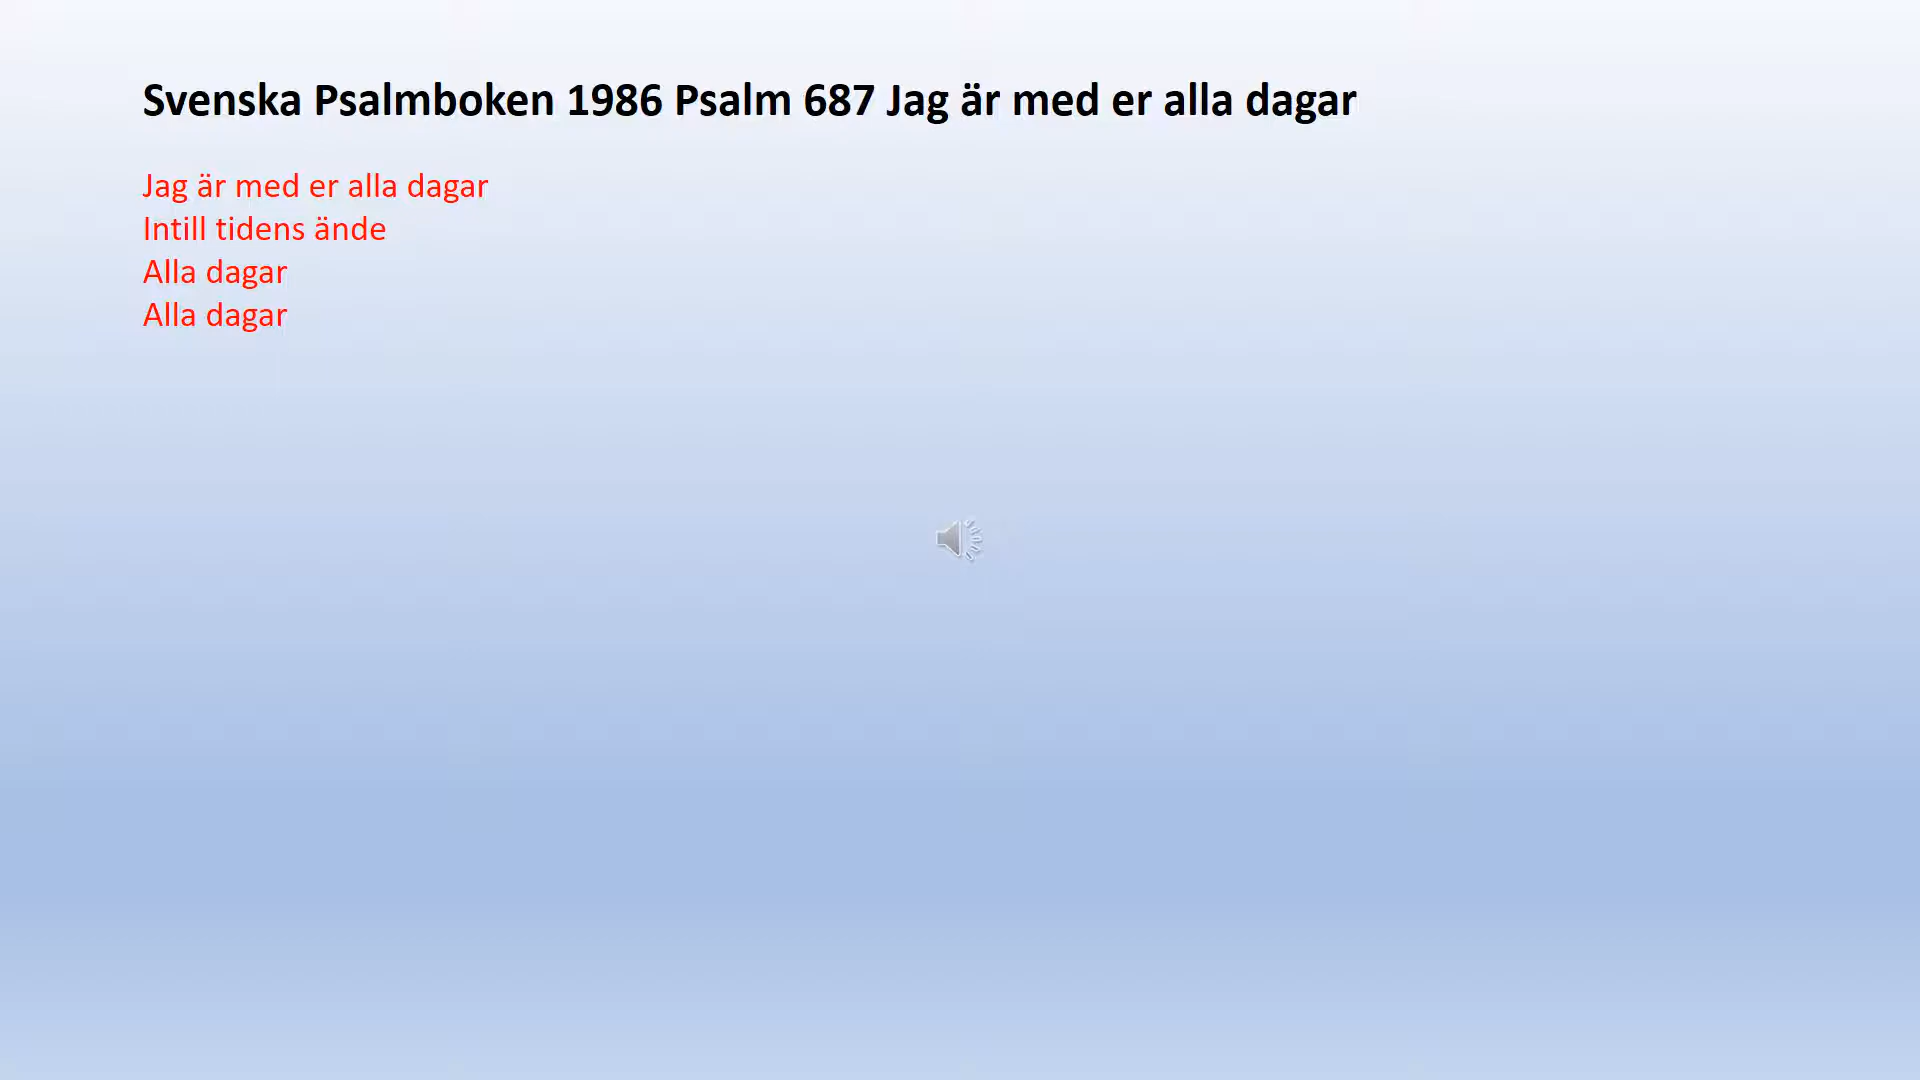 Svenska Psalmboken 1986 Psalm 687 Jag är med er alla dagar
Jag är med er alla dagar
Intill tidens ände
Alla dagar
Alla dagar